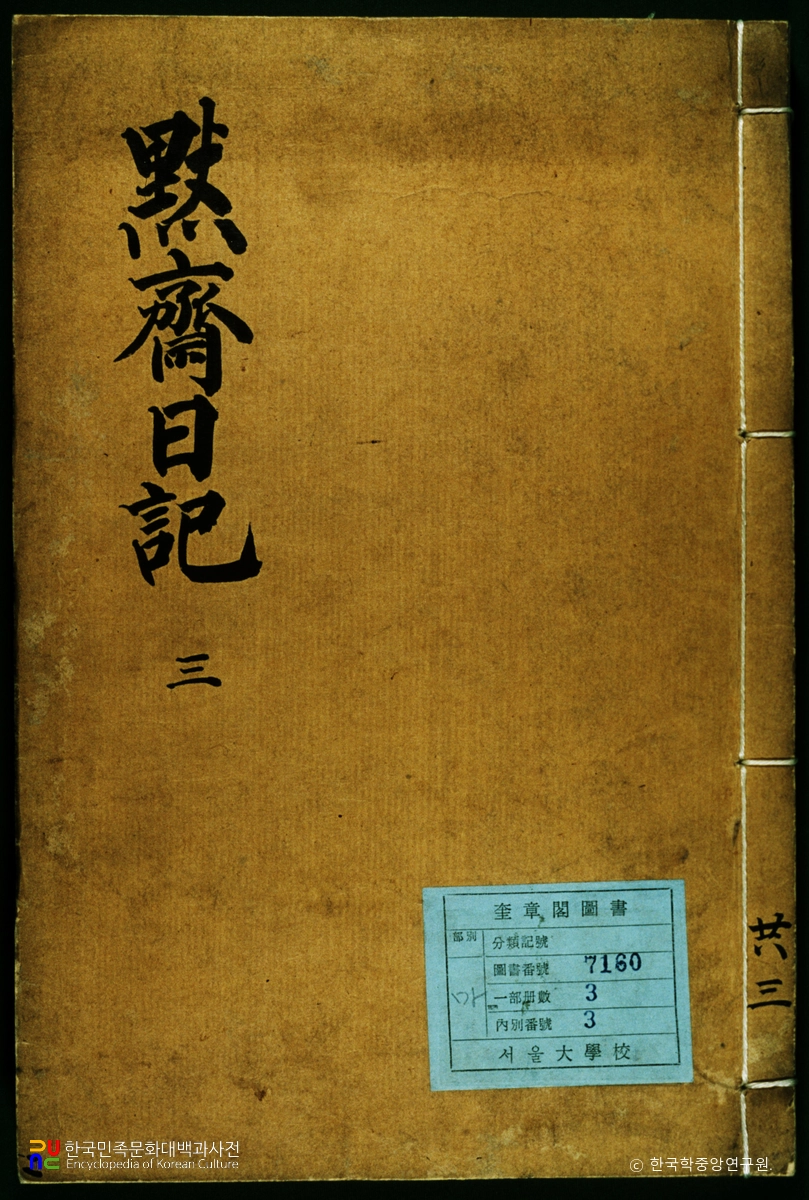 默齋日記
三
共三
奎章閣圖書
部別
分類記號
圖書番號 7160
一部冊數 3
內別番號 3
서울大學校
한국민족문화대백과사전
Encyclopedia of Korean Culture
© 한국학중앙연구원.